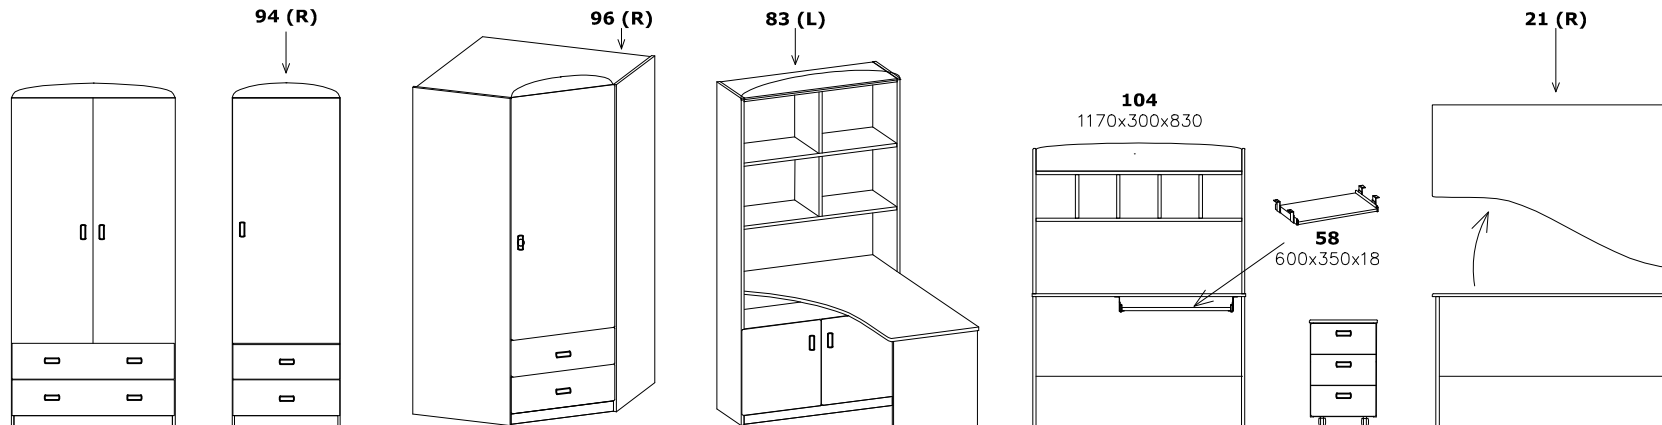 94 (R)
96 (R)
83 (L)
21 (R)
104
1170x300x830
58
600x350x18